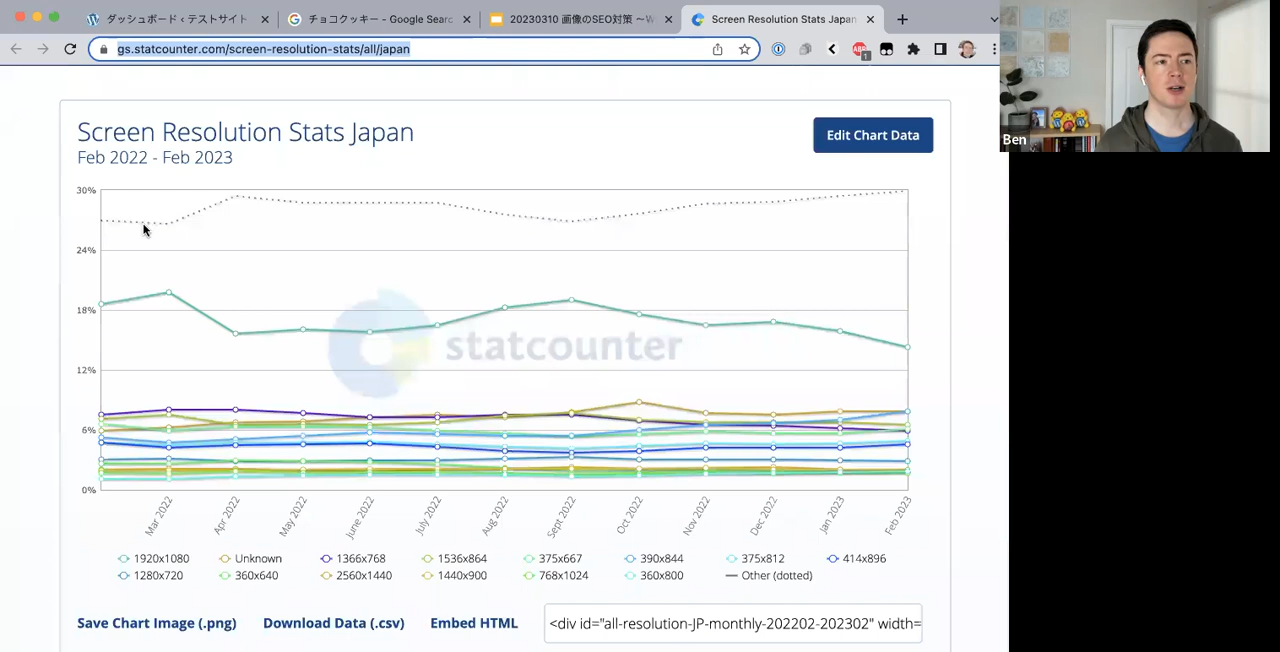 ダッシュボード ‹ テストサイト
チョコクッキー - Google Searc
20230310 画像のSEO対策 〜W
Screen Resolution Stats Japan
gs.statcounter.com/screen-resolution-stats/all/japan
1
Ben
Screen Resolution Stats Japan
Feb 2022 - Feb 2023
Edit Chart Data
30%
24%
18%
12%
6%
0%
statcounter
Mar 2022
Apr 2022
May 2022
June 2022
July 2022
Aug 2022
Sept 2022
Oct 2022
Nov 2022
Dec 2022
Jan 2023
Feb 2023
1920x1080 Unknown 1366x768 1536x864 375x667 390x844 375x812 414x896
1280x720 360x640 2560x1440 1440x900 768x1024 360x800 Other (dotted)
Save Chart Image (.png) Download Data (.csv) Embed HTML <div id="all-resolution-JP-monthly-202202-202302" width=